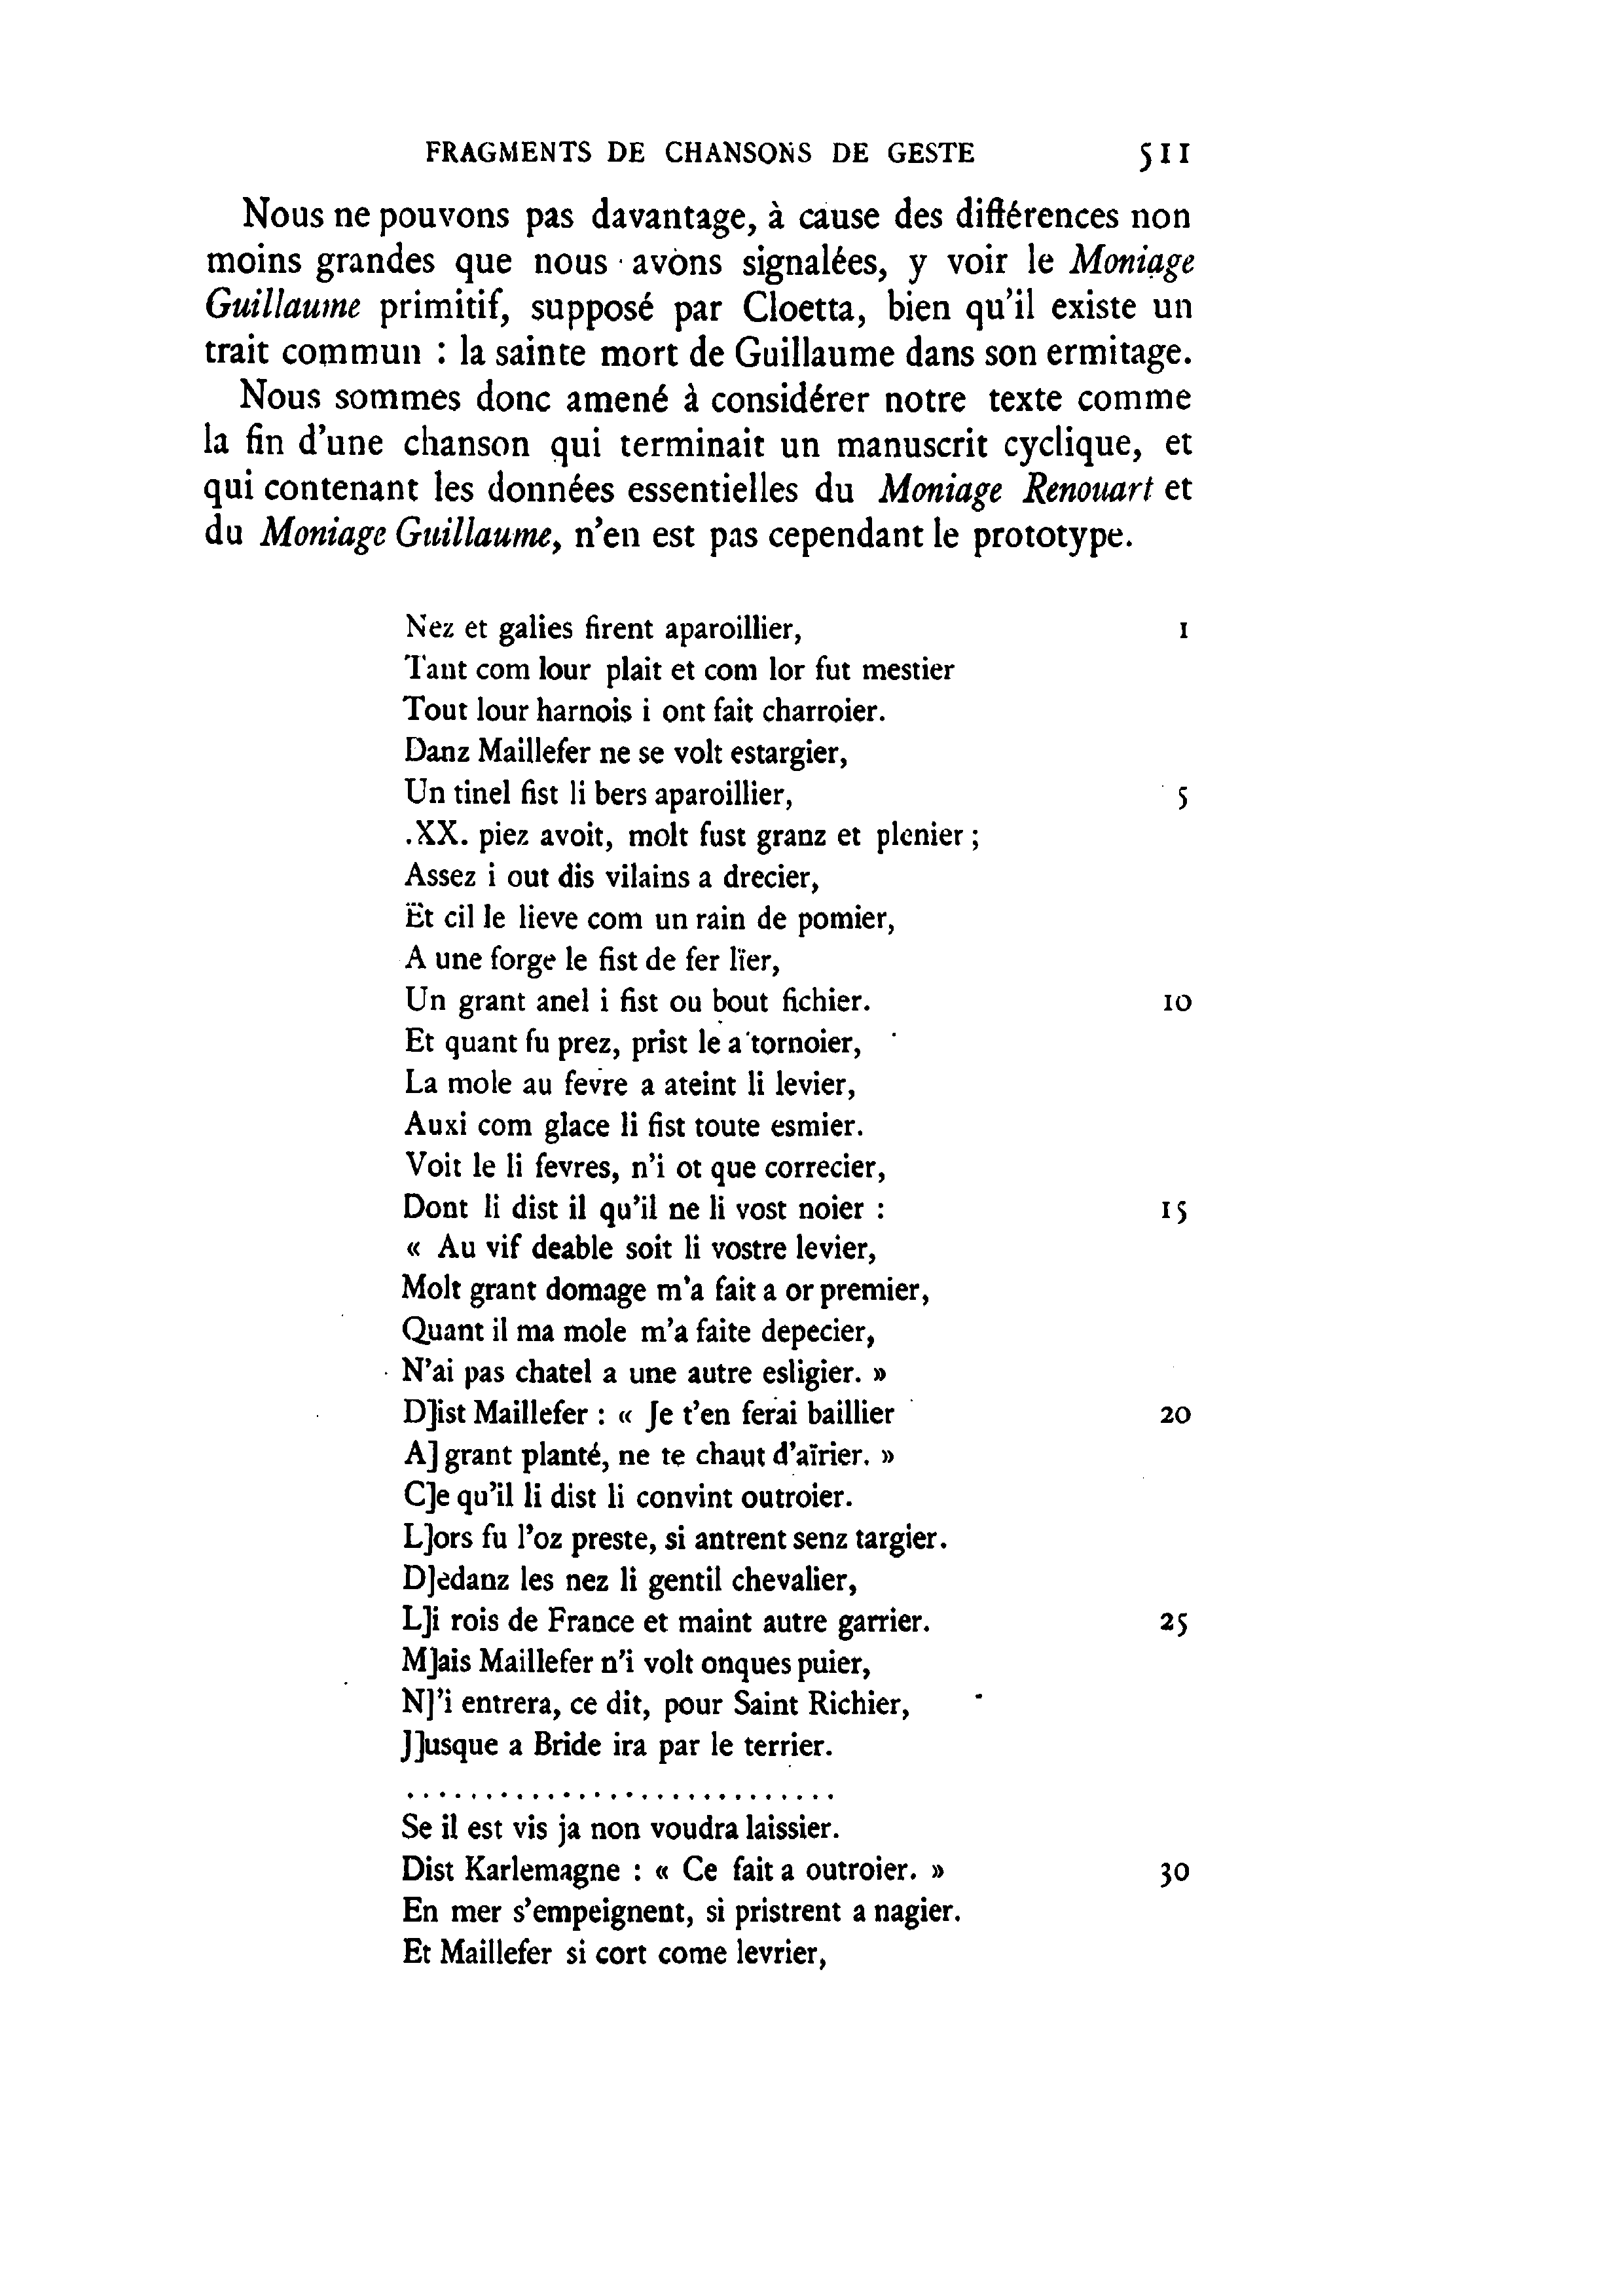 FRAGMENTS DE CHANSONS DE GESTE 511
Nous ne pouvons pas davantage, à cause des différences non
moins grandes que nous avons signalées, y voir le Moniage
Guillaume primitif, supposé par Cloetta, bien qu'il existe un
trait commun : la sainte mort de Guillaume dans son ermitage.
Nous sommes donc amené à considérer notre texte comme
la fin d'une chanson qui terminait un manuscrit cyclique, et
qui contenant les données essentielles du Moniage Renouart et
du Moniage Guillaume, n'en est pas cependant le prototype.
Nez et galies firent aparoillier, 1
Tant com lour plait et com lor fut mestier
Tout lour harnois i ont fait charroier.
Danz Maillefer ne se volt estargier,
Un tinel fist li bers aparoillier, 5
.XX. piez avoit, molt fust granz et plenier ;
Assez i out dis vilains a drecier,
Et cil le lieve com un rain de pomier,
A une forge le fist de fer lïer,
Un grant anel i fist ou bout fichier. 10
Et quant fu prez, prist le a tornoier,
La mole au fevre a ateint li levier,
Auxi com glace li fist toute esmier.
Voit le li fevres, n'i ot que correcier,
Dont li dist il qu'il ne li vost noier : 15
« Au vif deable soit li vostre levier,
Molt grant domage m'a fait a or premier,
Quant il ma mole m'a faite depecier,
N'ai pas chatel a une autre esligier. »
D]ist Maillefer : « Je t'en ferai baillier 20
A] grant planté, ne te chaut d'aïrier. »
C]e qu'il li dist li convint outroier.
L]ors fu l'oz preste, si antrent senz targier.
D]edanz les nez li gentil chevalier,
L]i rois de France et maint autre garrier. 25
M]ais Maillefer n'i volt onques puier,
N]'i entrera, ce dit, pour Saint Richier,
J]usque a Bride ira par le terrier.
............................
Se il est vis ja non voudra laissier.
Dist Karlemagne : « Ce fait a outroier. » 30
En mer s'empeignent, si pristrent a nagier.
Et Maillefer si cort come levrier,